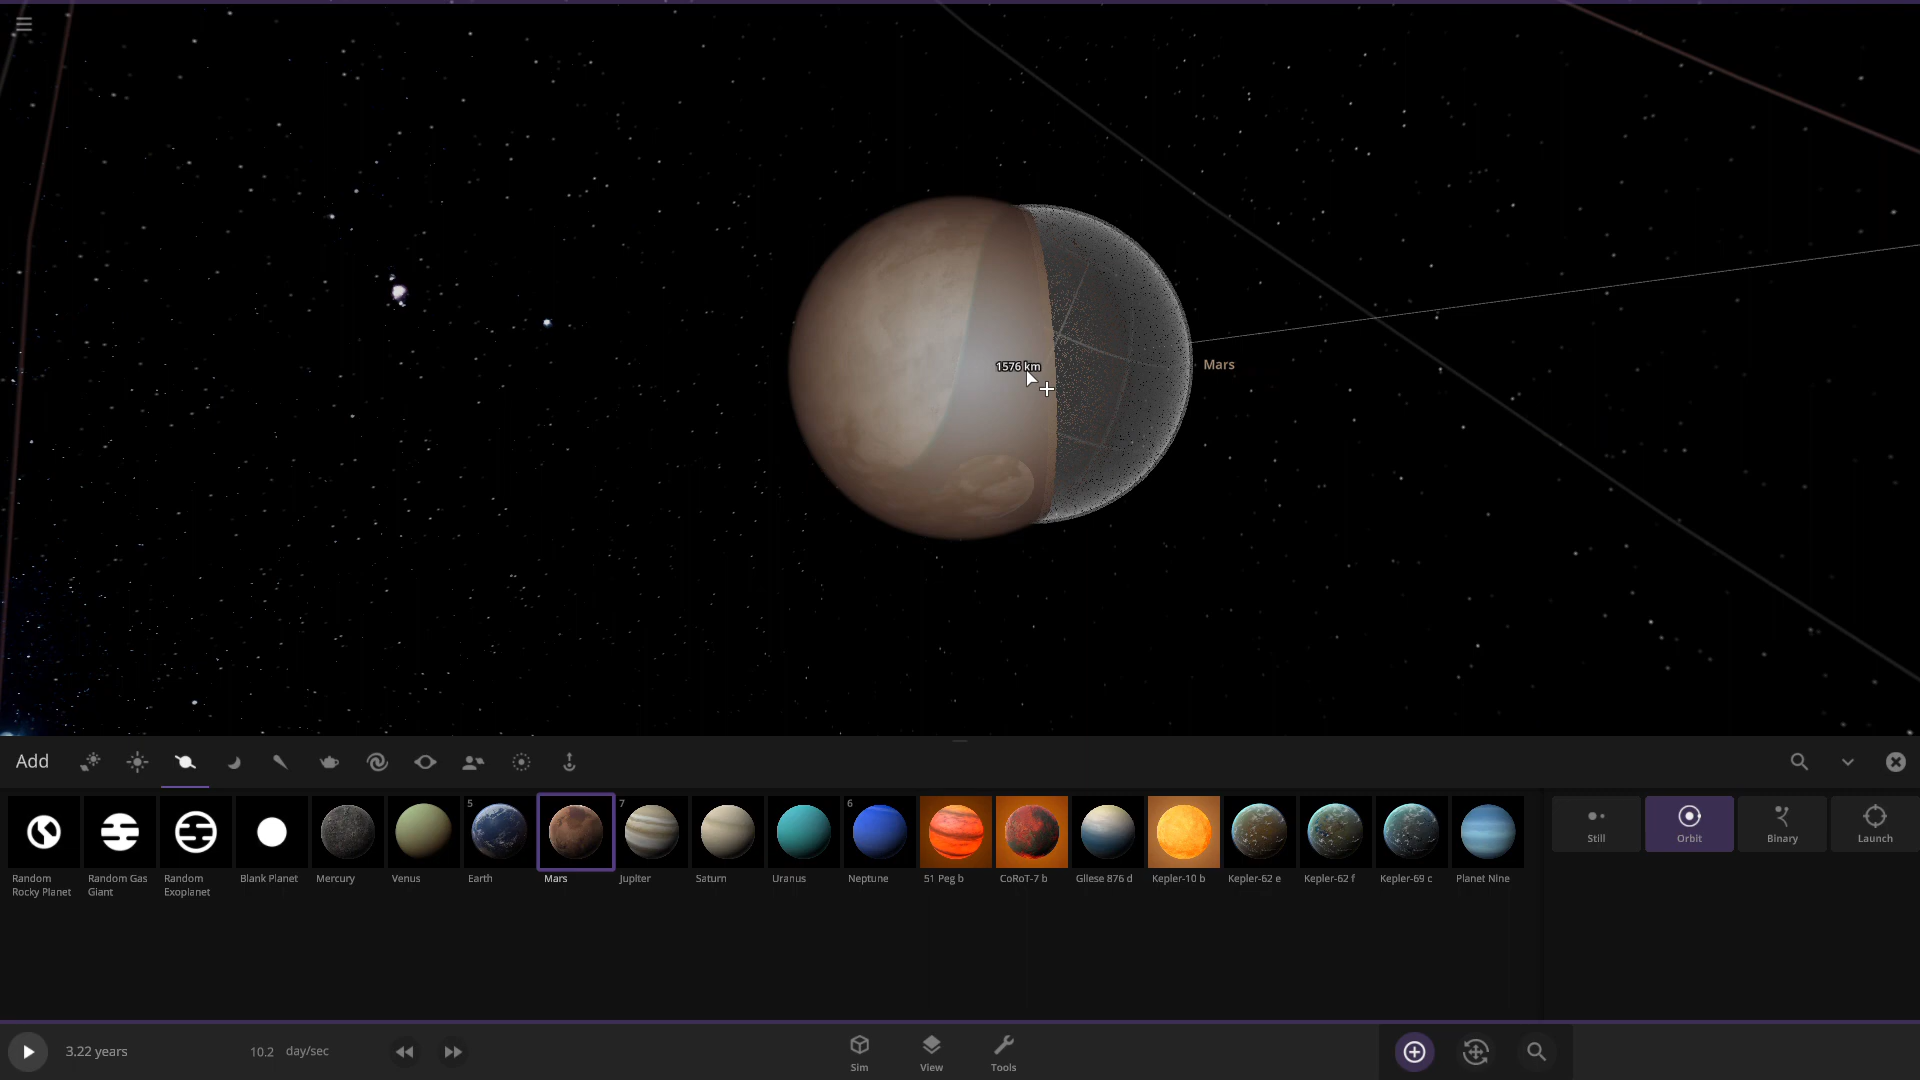 1576 km
Mars
Add
5
7
6
Random
Rocky Planet
Random Gas
Giant
Random
Exoplanet
Blank Planet
Mercury
Venus
Earth
Mars
Jupiter
Saturn
Uranus
Neptune
51 Peg b
CoRoT-7 b
Gliese 876 d
Kepler-10 b
Kepler-62 e
Kepler-62 f
Kepler-69 c
Planet Nine
Still
Orbit
Binary
Launch
3.22 years
10.2 day/sec
Sim
View
Tools